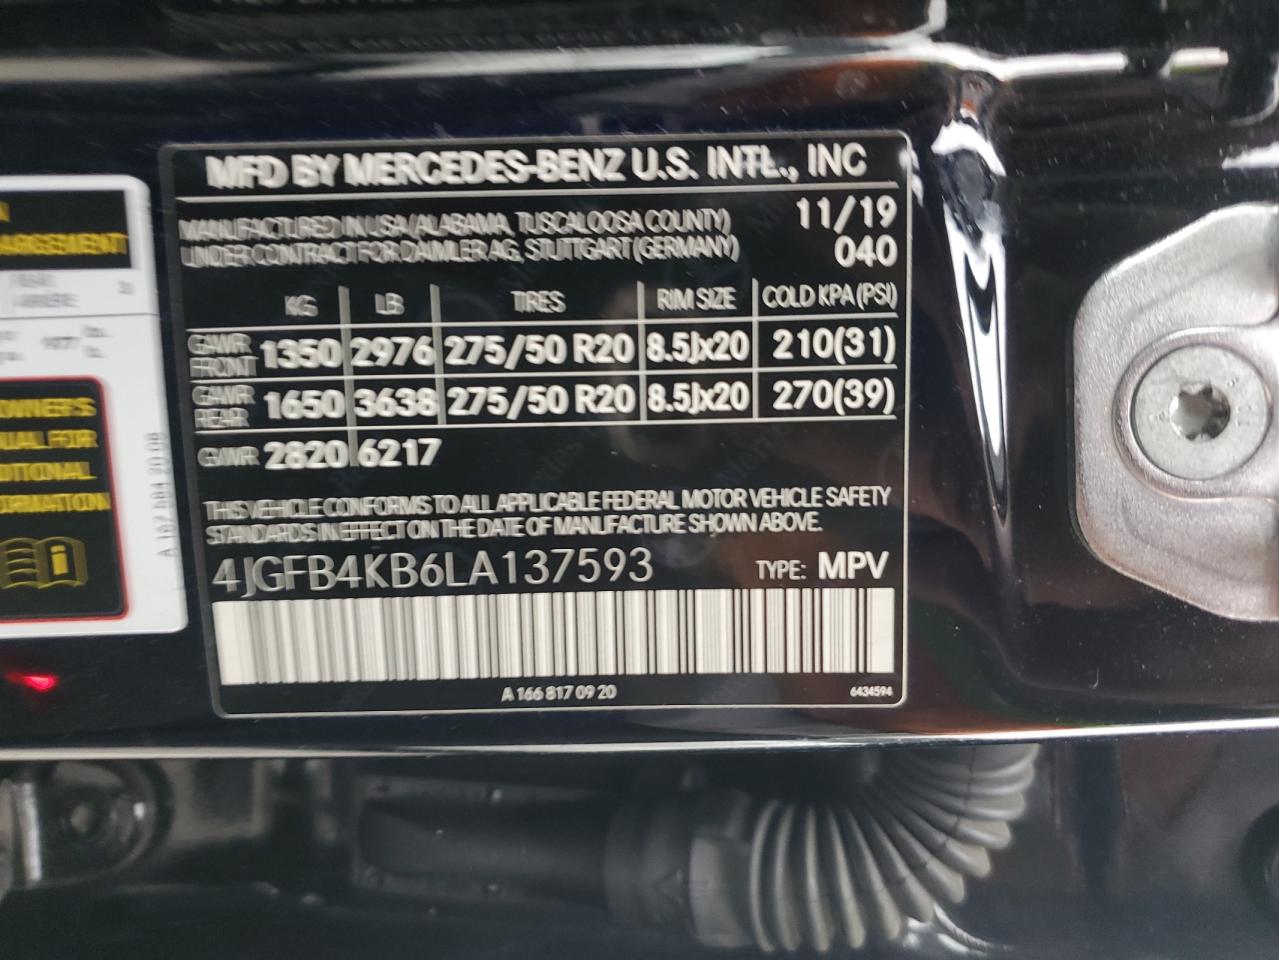 MFD BY MERCEDES-BENZ U.S. INTL., INC
MANUFACTURED IN USA (ALABAMA, TUSCALOOSA COUNTY) 11/19
UNDER CONTRACT FOR DAIMLER AG, STUTTGART (GERMANY) 040
KG LB TIRES RIM SIZE COLD KPA (PSI)
GAWR FRONT 1350 2976 275/50 R20 8.5Jx20 210(31)
GAWR REAR 1650 3638 275/50 R20 8.5Jx20 270(39)
GVWR 2820 6217
THIS VEHICLE CONFORMS TO ALL APPLICABLE FEDERAL MOTOR VEHICLE SAFETY
STANDARDS IN EFFECT ON THE DATE OF MANUFACTURE SHOWN ABOVE.
4JGFB4KB6LA137593 TYPE: MPV
A 166 817 09 20 6434594
OWNER'S